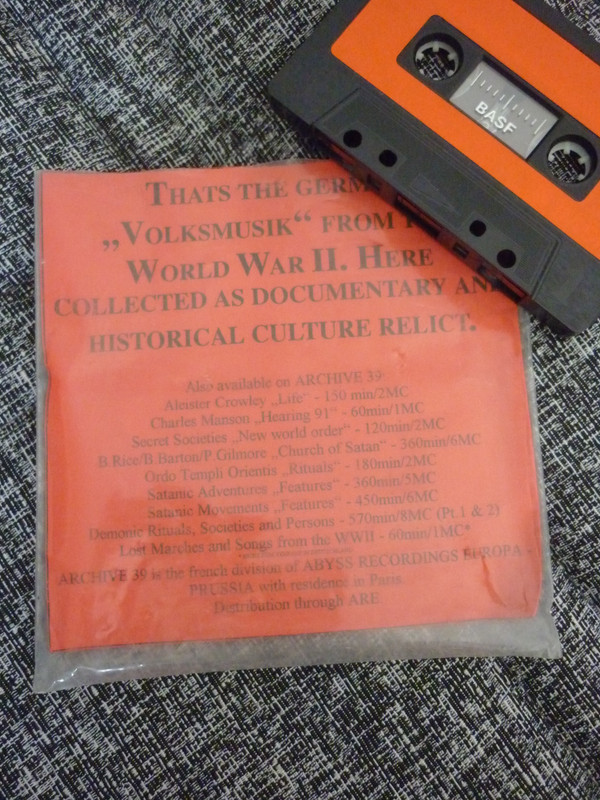 BASF
THATS THE GERM
„VOLKSMUSIK“ FROM
WORLD WAR II. HERE
COLLECTED AS DOCUMENTARY AN
HISTORICAL CULTURE RELICT.
Also available on ARCHIVE 39
Aleister Crowley „Life“ - 150 min/2MC
Charles Manson „Hearing 91“ - 60min/1MC
Secret Societies „New world order“ - 120min/2MC
B.Rice/B.Barton/P.Gilmore „Church of Satan“ - 360min/6MC
Ordo Templi Orientis „Rituals“ - 180min/2MC
Satanic Adventures „Features“ - 360min/5MC
Satanic Movements „Features“ - 450min/6MC
Demonic Rituals, Societies and Persons - 570min/8MC (Pt.1 & 2)
Lost Marches and Songs from the WWII - 60min/1MC*
ARCHIVE 39 is the french division of ABYSS RECORDINGS EUROPA -
PRUSSIA with residence in Paris.
Distribution through ARE